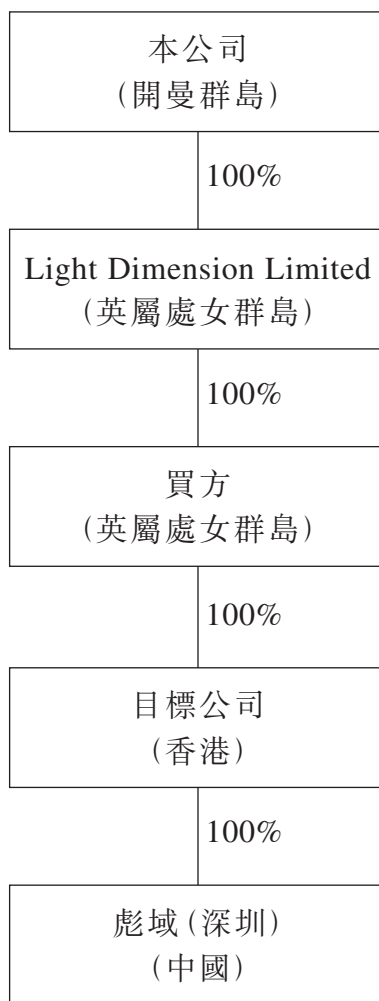 本公司
(開曼群島)
100%
Light Dimension Limited
(英屬處女群島)
100%
買方
(英屬處女群島)
100%
目標公司
(香港)
100%
彪域(深圳)
(中國)